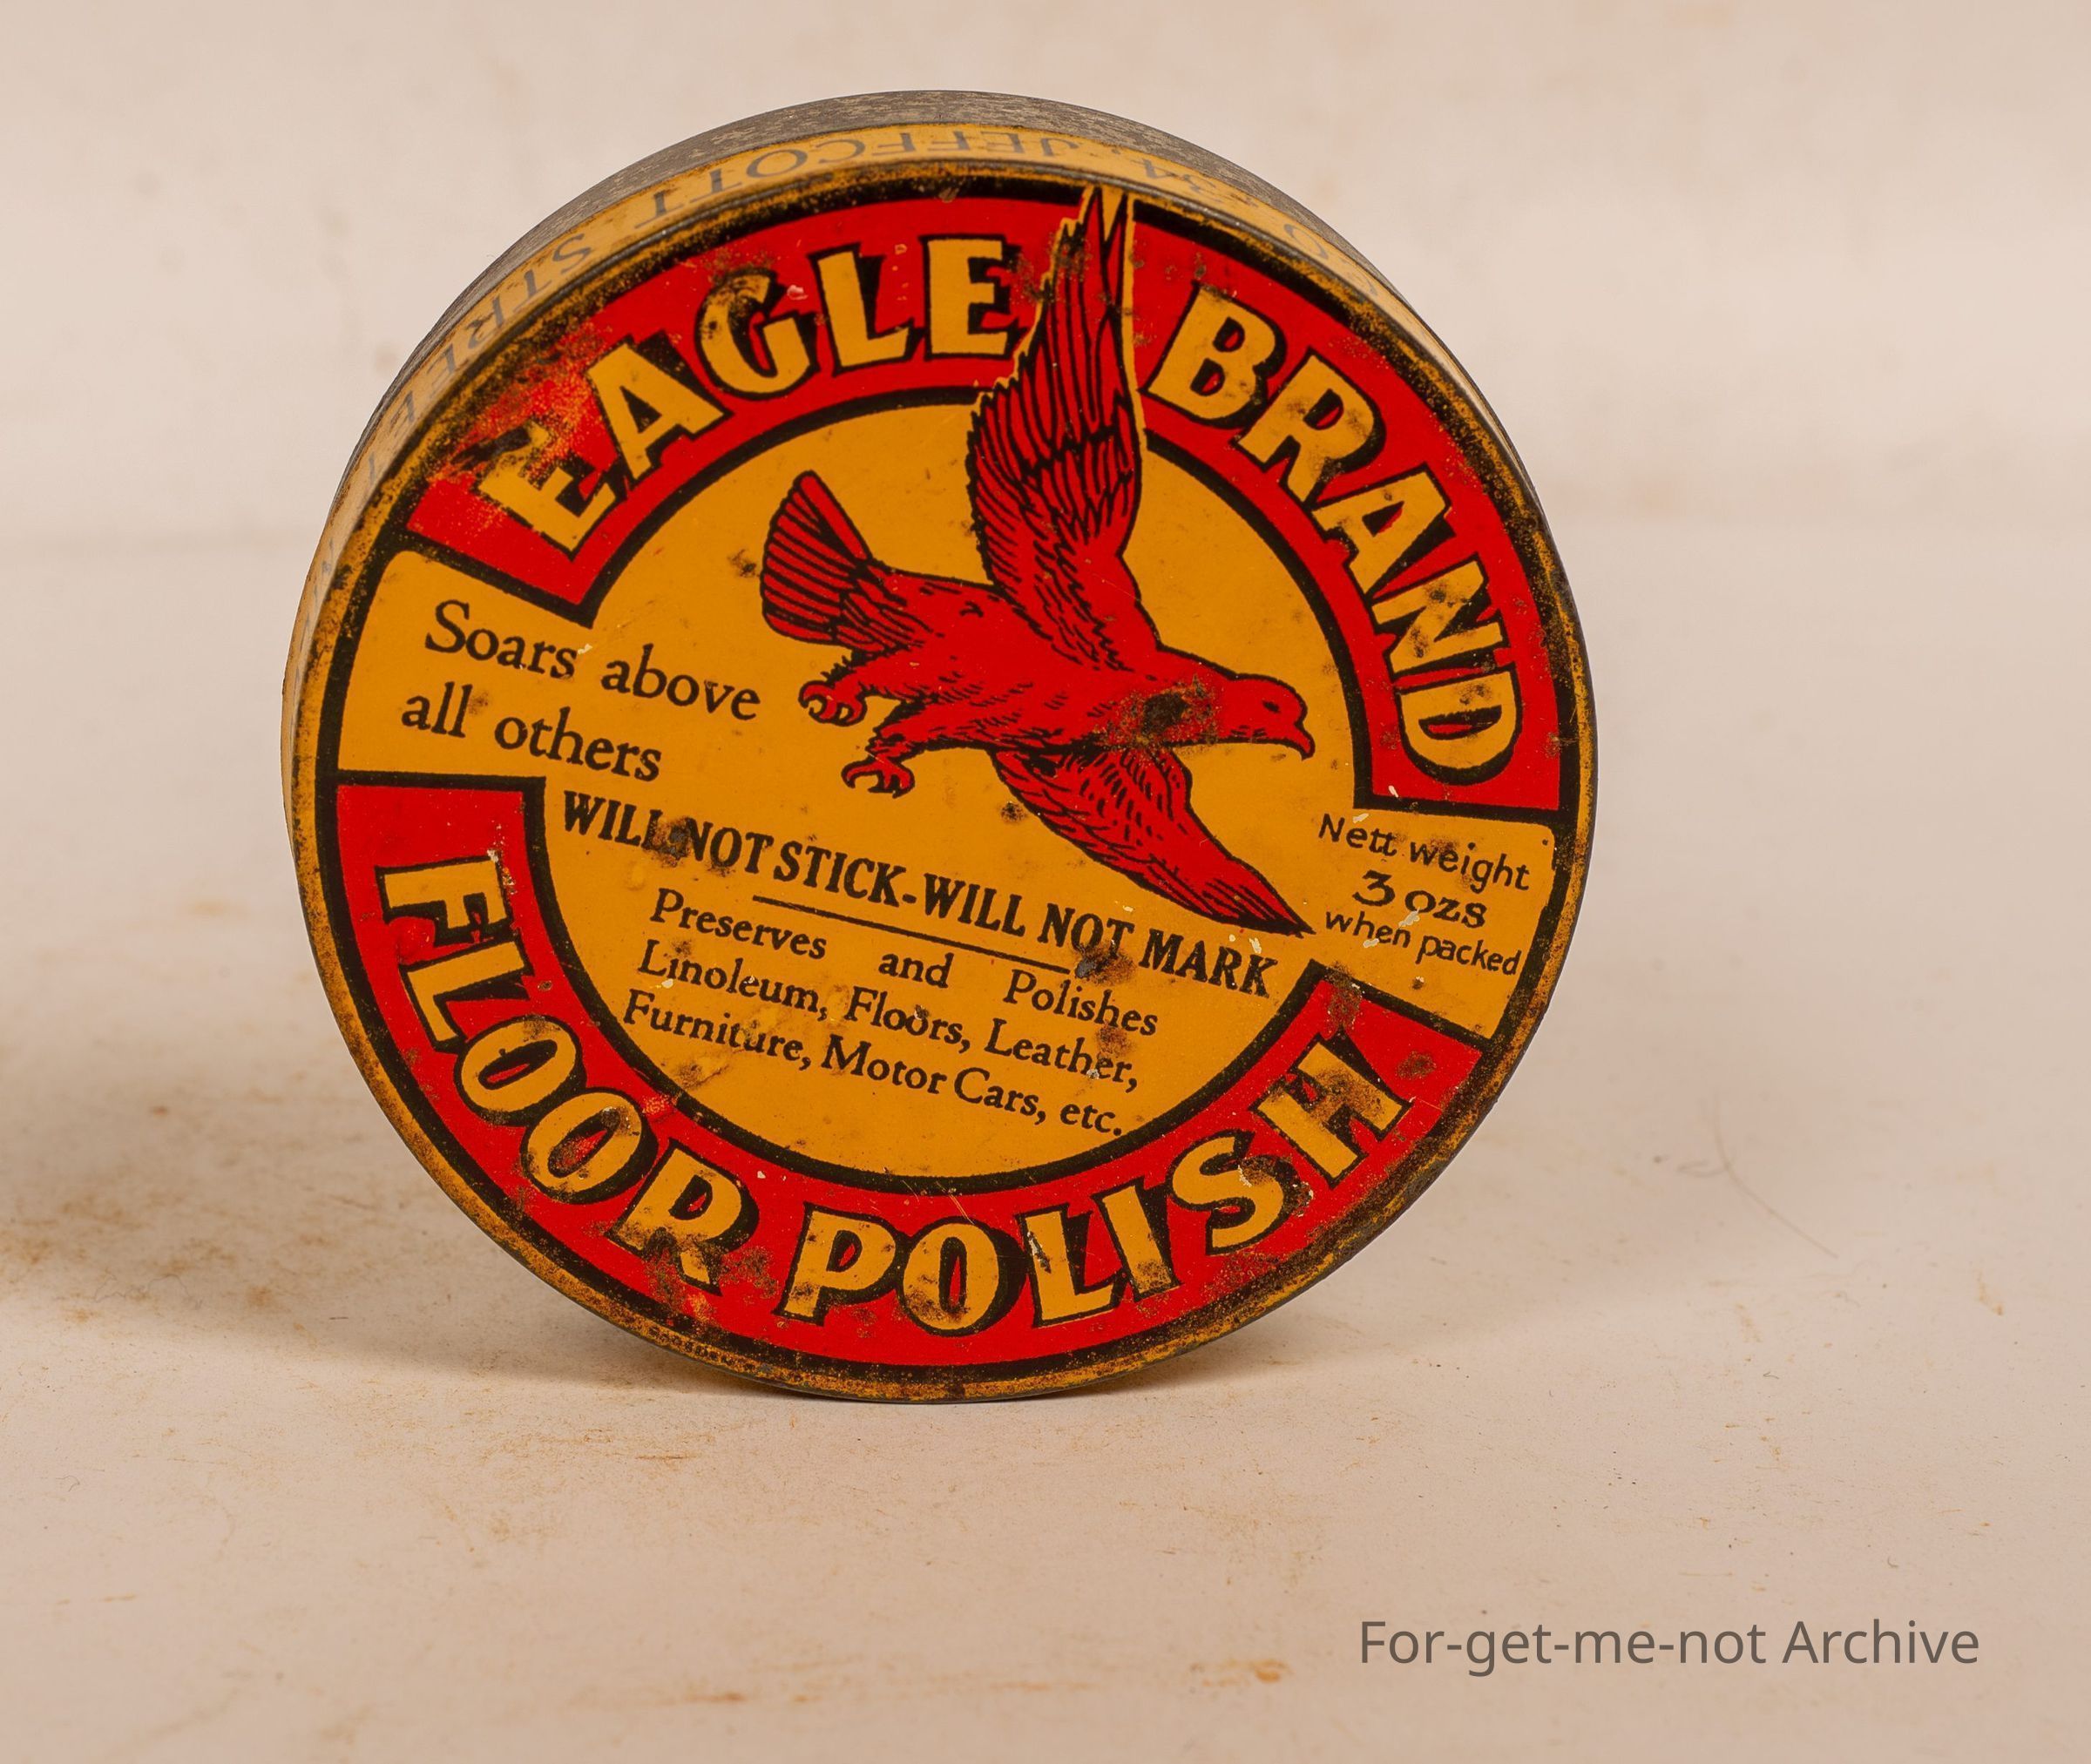 34 JEFFCOTT STREET
EAGLE BRAND
Soars above
all others
WILL NOT STICK-WILL NOT MARK
Nett weight
3 ozs
when packed
Preserves and Polishes
Linoleum, Floors, Leather,
Furniture, Motor Cars, etc.
FLOOR POLISH
For-get-me-not Archive